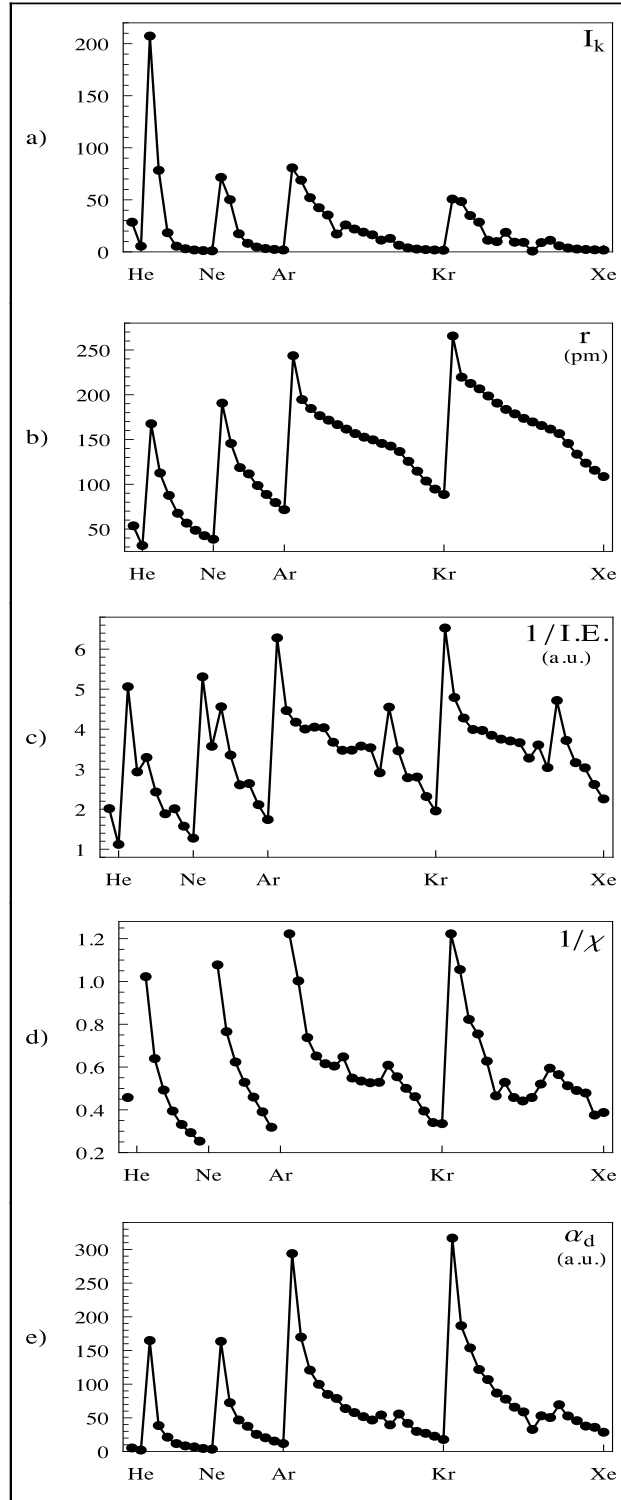 a)
I_k
200
150
100
50
0
He Ne Ar Kr Xe
b)
r
(pm)
250
200
150
100
50
He Ne Ar Kr Xe
c)
1/I.E.
(a.u.)
6
5
4
3
2
1
He Ne Ar Kr Xe
d)
1/χ
1.2
1.0
0.8
0.6
0.4
0.2
He Ne Ar Kr Xe
e)
α_d
(a.u.)
300
250
200
150
100
50
0
He Ne Ar Kr Xe